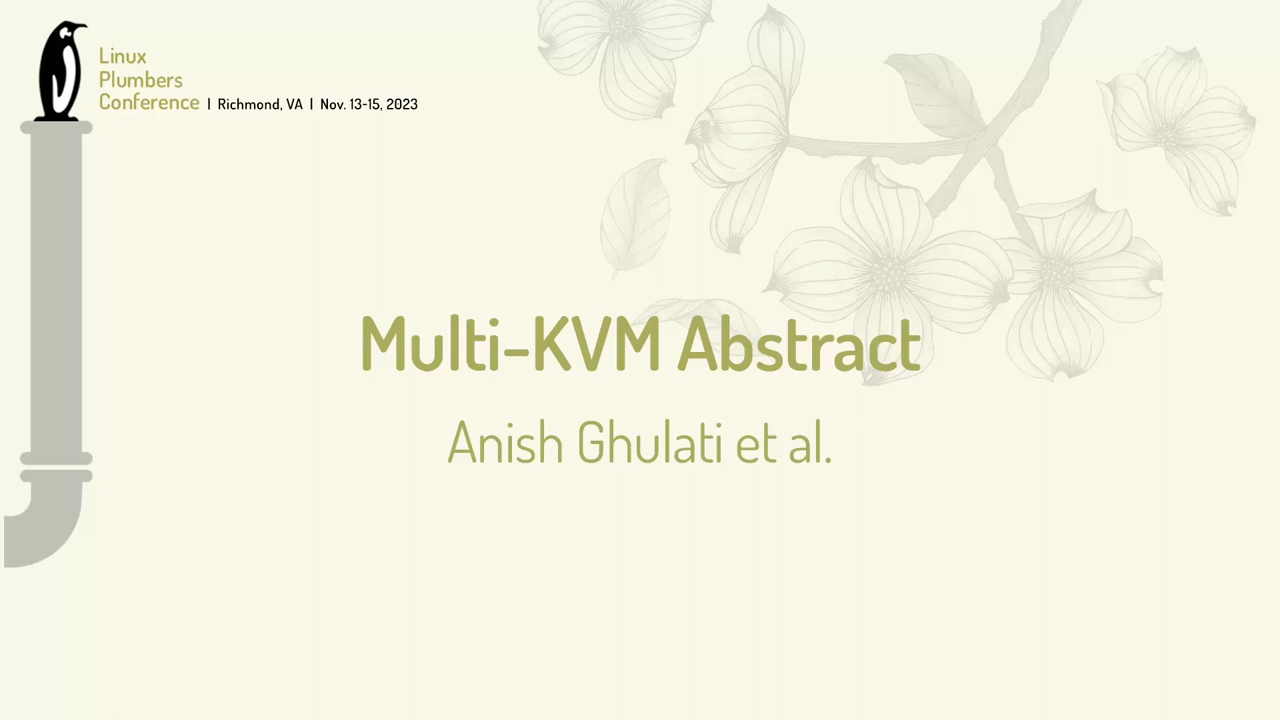 Linux
Plumbers
Conference | Richmond, VA | Nov. 13-15, 2023
Multi-KVM Abstract
Anish Ghulati et al.